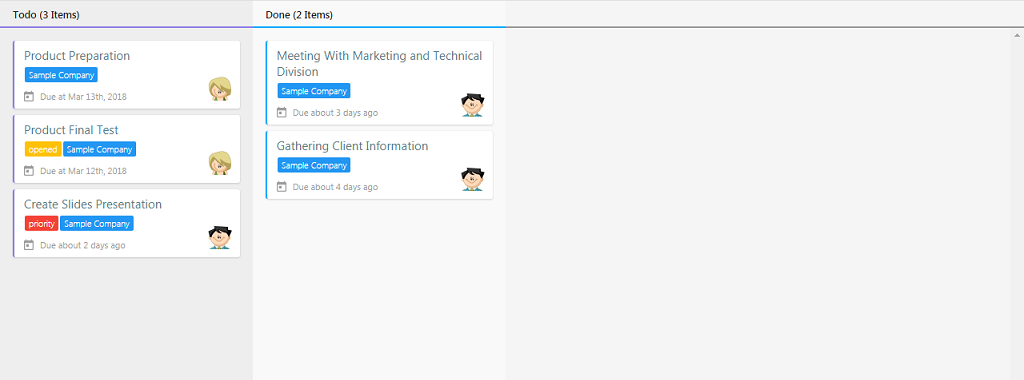 Todo (3 Items)
Product Preparation
Sample Company
Due at Mar 13th, 2018
Product Final Test
opened Sample Company
Due at Mar 12th, 2018
Create Slides Presentation
priority Sample Company
Due about 2 days ago
Done (2 Items)
Meeting With Marketing and Technical
Division
Sample Company
Due about 3 days ago
Gathering Client Information
Sample Company
Due about 4 days ago